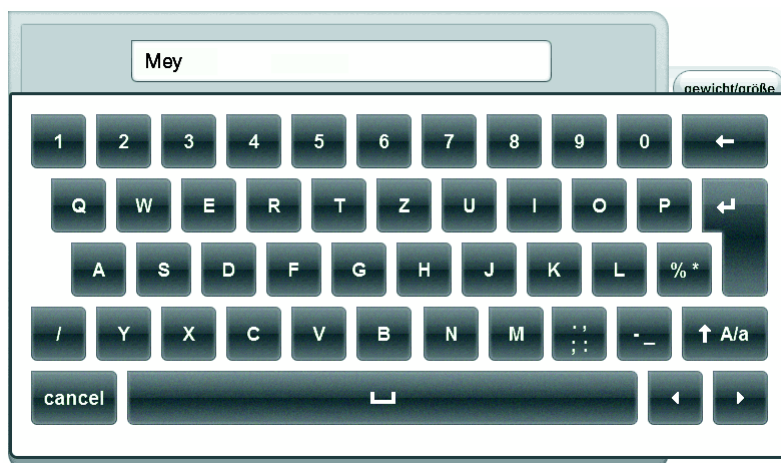 Mey
gewicht/größe
1 2 3 4 5 6 7 8 9 0 ←
Q W E R T Z U I O P ↵
A S D F G H J K L % *
/ Y X C V B N M . , ; : - _ ↑ A/a
cancel ⎵ ◀ ▶